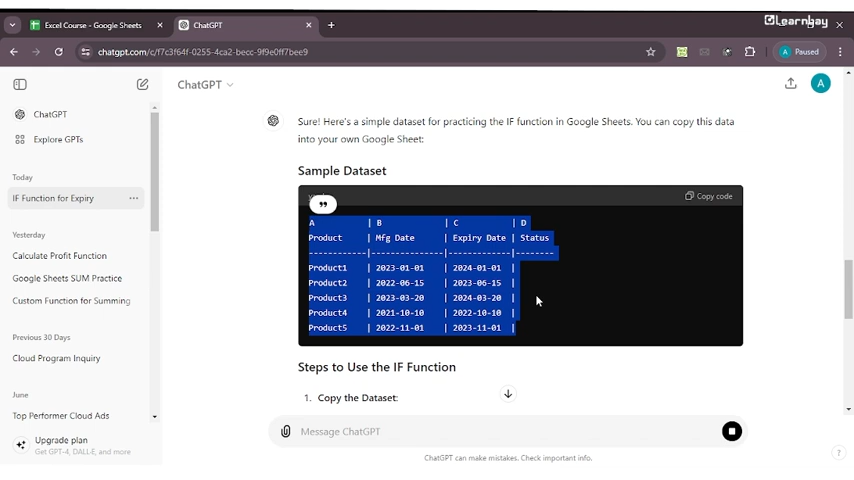 Excel Course - Google Sheets
ChatGPT
Learnbay
chatgpt.com/c/f7c3f64f-0255-4ca2-becc-9f9e0ff7bee9
A Paused
ChatGPT
A
ChatGPT
Explore GPTs
Today
IF Function for Expiry
Yesterday
Calculate Profit Function
Google Sheets SUM Practice
Custom Function for Summing
Previous 30 Days
Cloud Program Inquiry
June
Top Performer Cloud Ads
Upgrade plan
Get GPT-4, DALL-E, and more
Sure! Here's a simple dataset for practicing the IF function in Google Sheets. You can copy this data
into your own Google Sheet:
Sample Dataset
Copy code
A | B | C | D
Product | Mfg Date | Expiry Date | Status
------------|---------------|-------------|--------
Product1 | 2023-01-01 | 2024-01-01 |
Product2 | 2022-06-15 | 2023-06-15 |
Product3 | 2023-03-20 | 2024-03-20 |
Product4 | 2021-10-10 | 2022-10-10 |
Product5 | 2022-11-01 | 2023-11-01 |
Steps to Use the IF Function
1. Copy the Dataset:
Message ChatGPT
ChatGPT can make mistakes. Check important info.
?